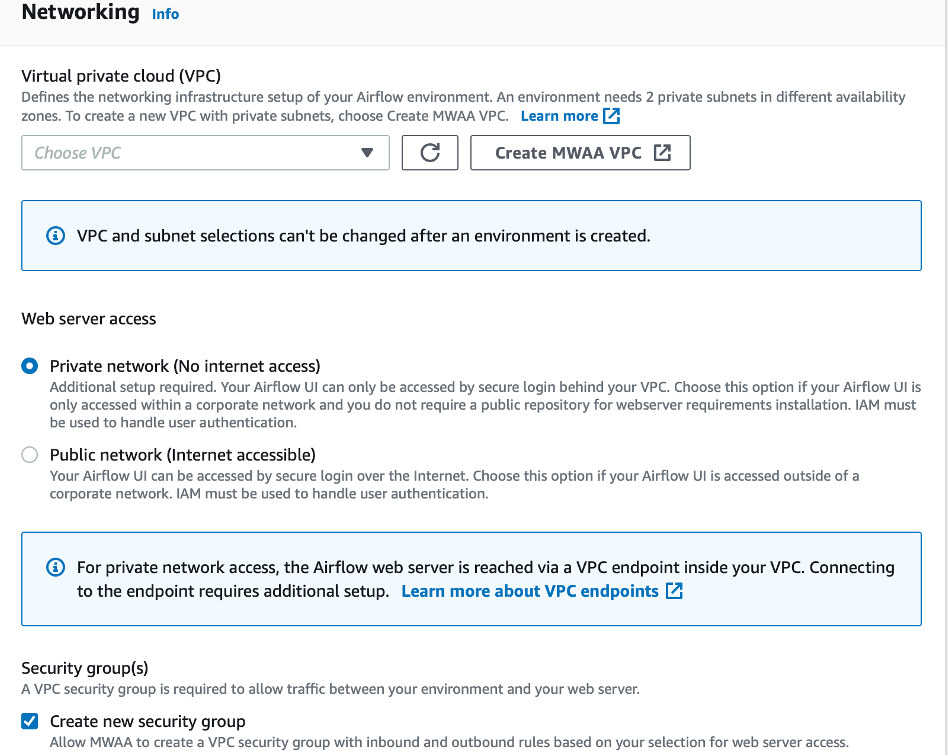 Networking Info
Virtual private cloud (VPC)
Defines the networking infrastructure setup of your Airflow environment. An environment needs 2 private subnets in different availability
zones. To create a new VPC with private subnets, choose Create MWAA VPC. Learn more
Choose VPC
Create MWAA VPC
VPC and subnet selections can't be changed after an environment is created.
Web server access
Private network (No internet access)
Additional setup required. Your Airflow UI can only be accessed by secure login behind your VPC. Choose this option if your Airflow UI is
only accessed within a corporate network and you do not require a public repository for webserver requirements installation. IAM must
be used to handle user authentication.
Public network (Internet accessible)
Your Airflow UI can be accessed by secure login over the Internet. Choose this option if your Airflow UI is accessed outside of a
corporate network. IAM must be used to handle user authentication.
For private network access, the Airflow web server is reached via a VPC endpoint inside your VPC. Connecting
to the endpoint requires additional setup. Learn more about VPC endpoints
Security group(s)
A VPC security group is required to allow traffic between your environment and your web server.
Create new security group
Allow MWAA to create a VPC security group with inbound and outbound rules based on your selection for web server access.